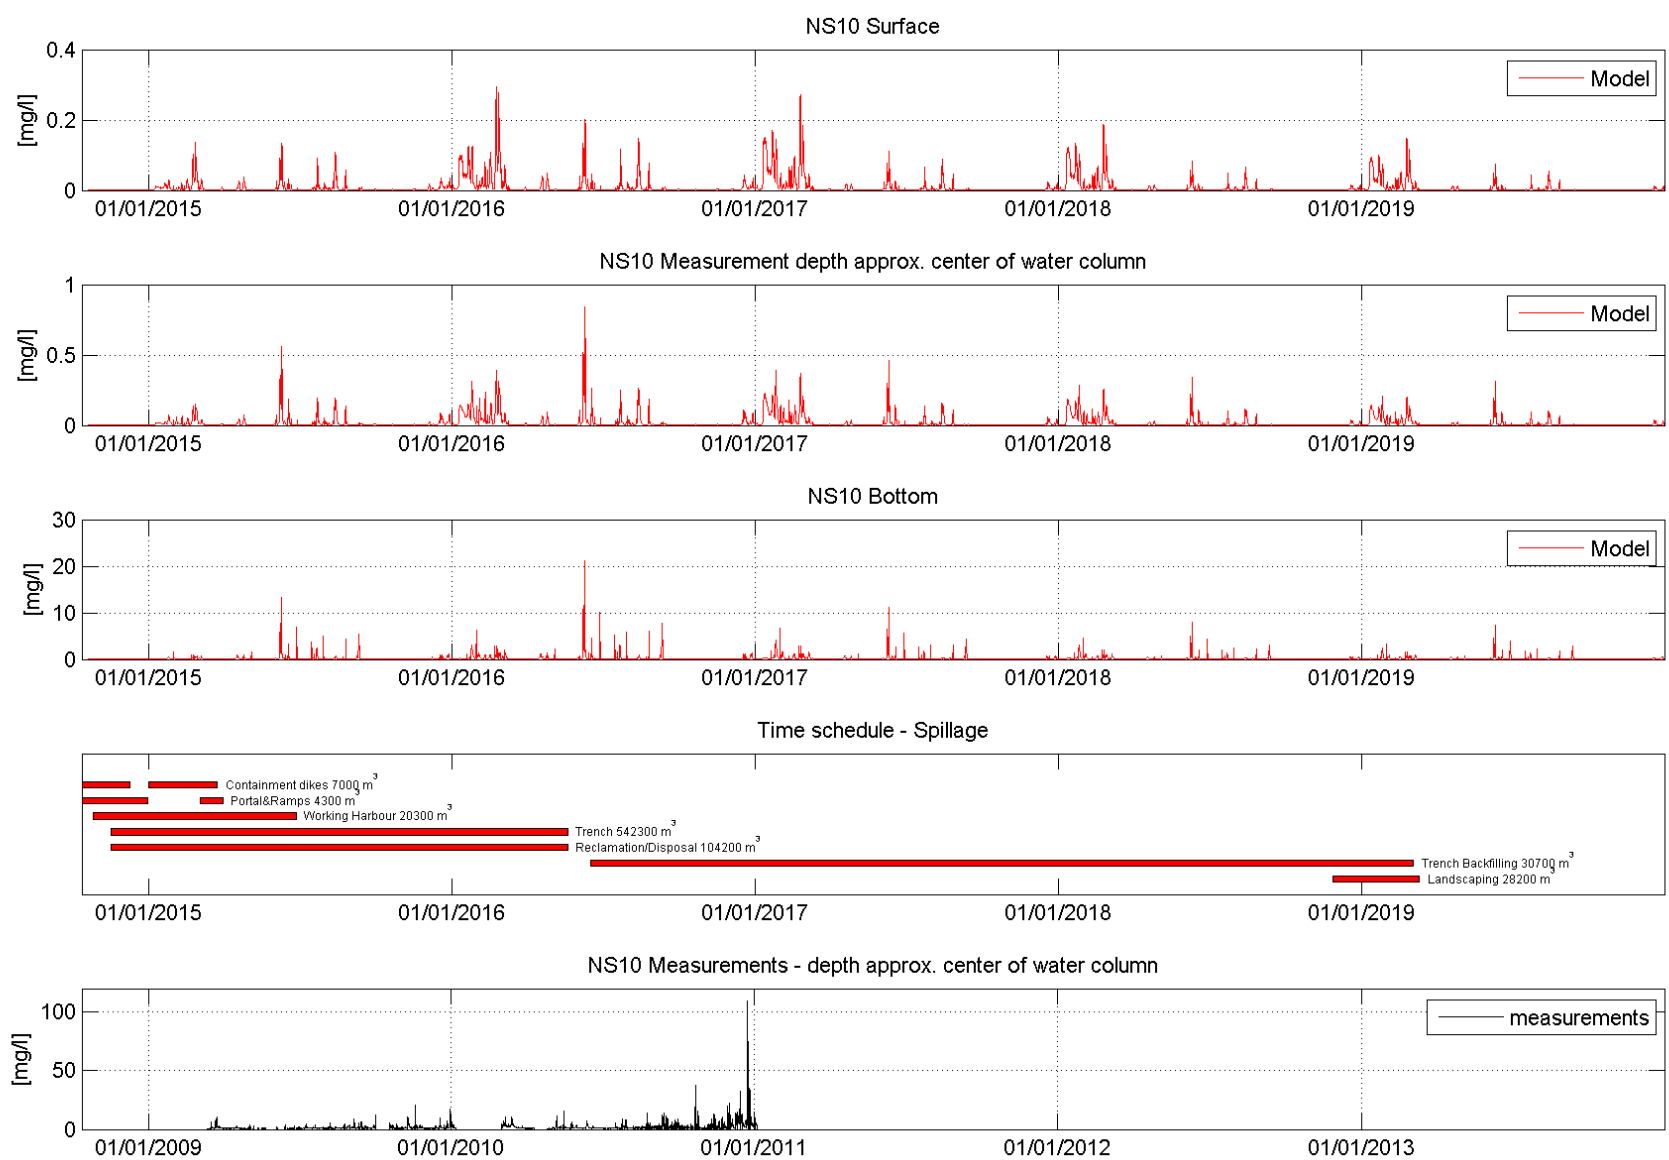 NS10 Surface
0.4
0.2
0
[mg/l]
Model
01/01/2015 01/01/2016 01/01/2017 01/01/2018 01/01/2019
NS10 Measurement depth approx. center of water column
1
0.5
0
[mg/l]
Model
01/01/2015 01/01/2016 01/01/2017 01/01/2018 01/01/2019
NS10 Bottom
30
20
10
0
[mg/l]
Model
01/01/2015 01/01/2016 01/01/2017 01/01/2018 01/01/2019
Time schedule - Spillage
Containment dikes 7000 m³
Portal&Ramps 4300 m³
Working Harbour 20300 m³
Trench 542300 m³
Reclamation/Disposal 104200 m³
Trench Backfilling 30700 m³
Landscaping 28200 m³
01/01/2015 01/01/2016 01/01/2017 01/01/2018 01/01/2019
NS10 Measurements - depth approx. center of water column
100
50
0
[mg/l]
measurements
01/01/2009 01/01/2010 01/01/2011 01/01/2012 01/01/2013